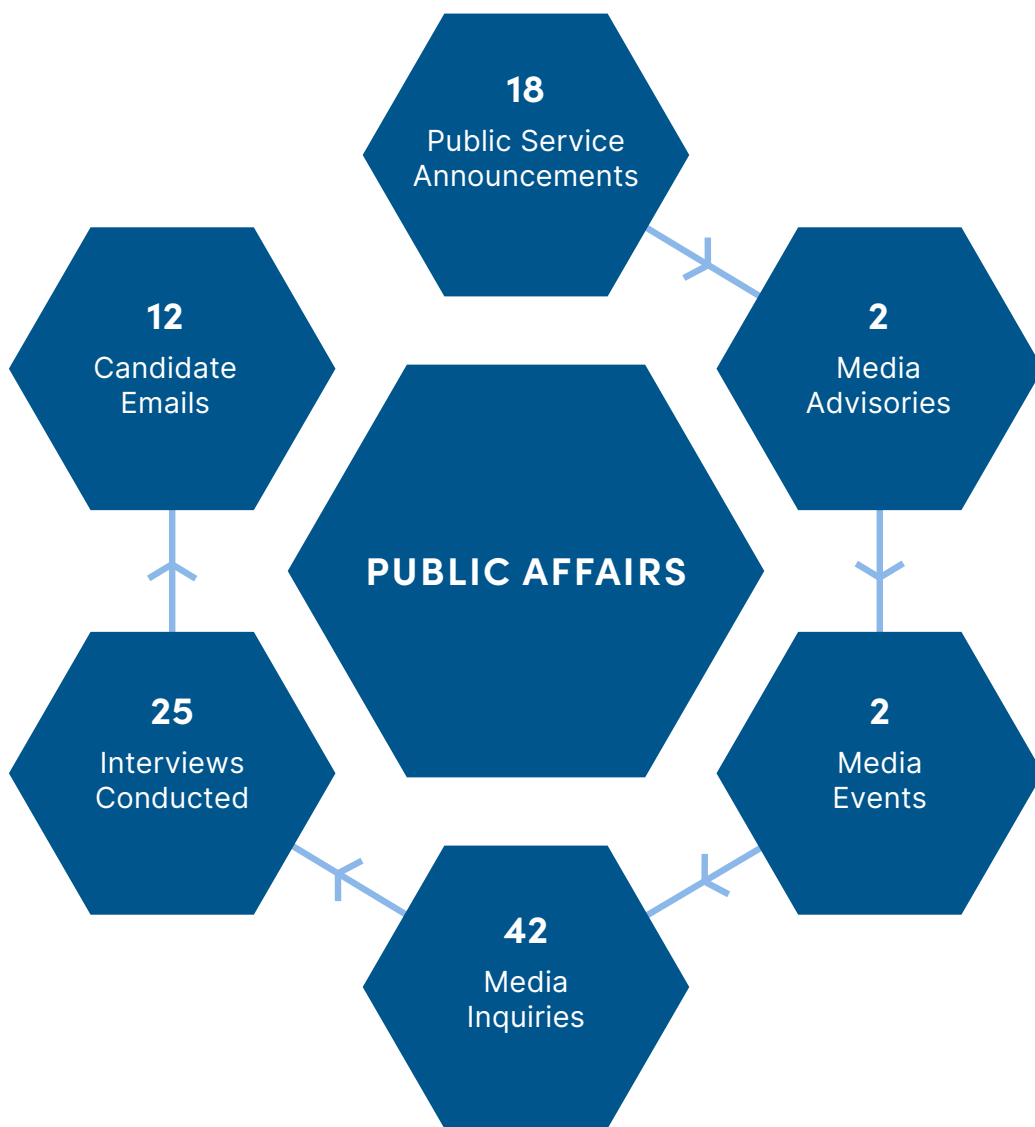 18
Public Service
Announcements
2
Media
Advisories
2
Media
Events
42
Media
Inquiries
25
Interviews
Conducted
12
Candidate
Emails
PUBLIC AFFAIRS